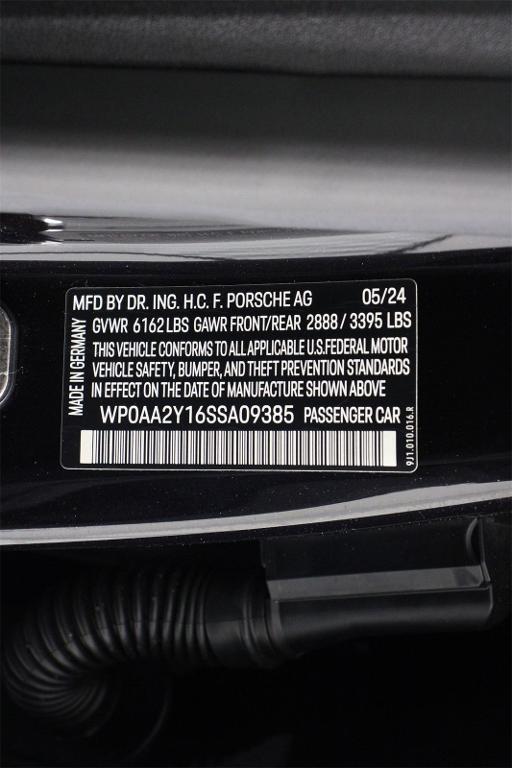 MADE IN GERMANY
MFD BY DR. ING. H.C. F. PORSCHE AG 05/24
GVWR 6162 LBS GAWR FRONT/REAR 2888 / 3395 LBS
THIS VEHICLE CONFORMS TO ALL APPLICABLE U.S.FEDERAL MOTOR
VEHICLE SAFETY, BUMPER, AND THEFT PREVENTION STANDARDS
IN EFFECT ON THE DATE OF MANUFACTURE SHOWN ABOVE
WP0AA2Y16SSA09385 PASSENGER CAR
9J1.010.016.R